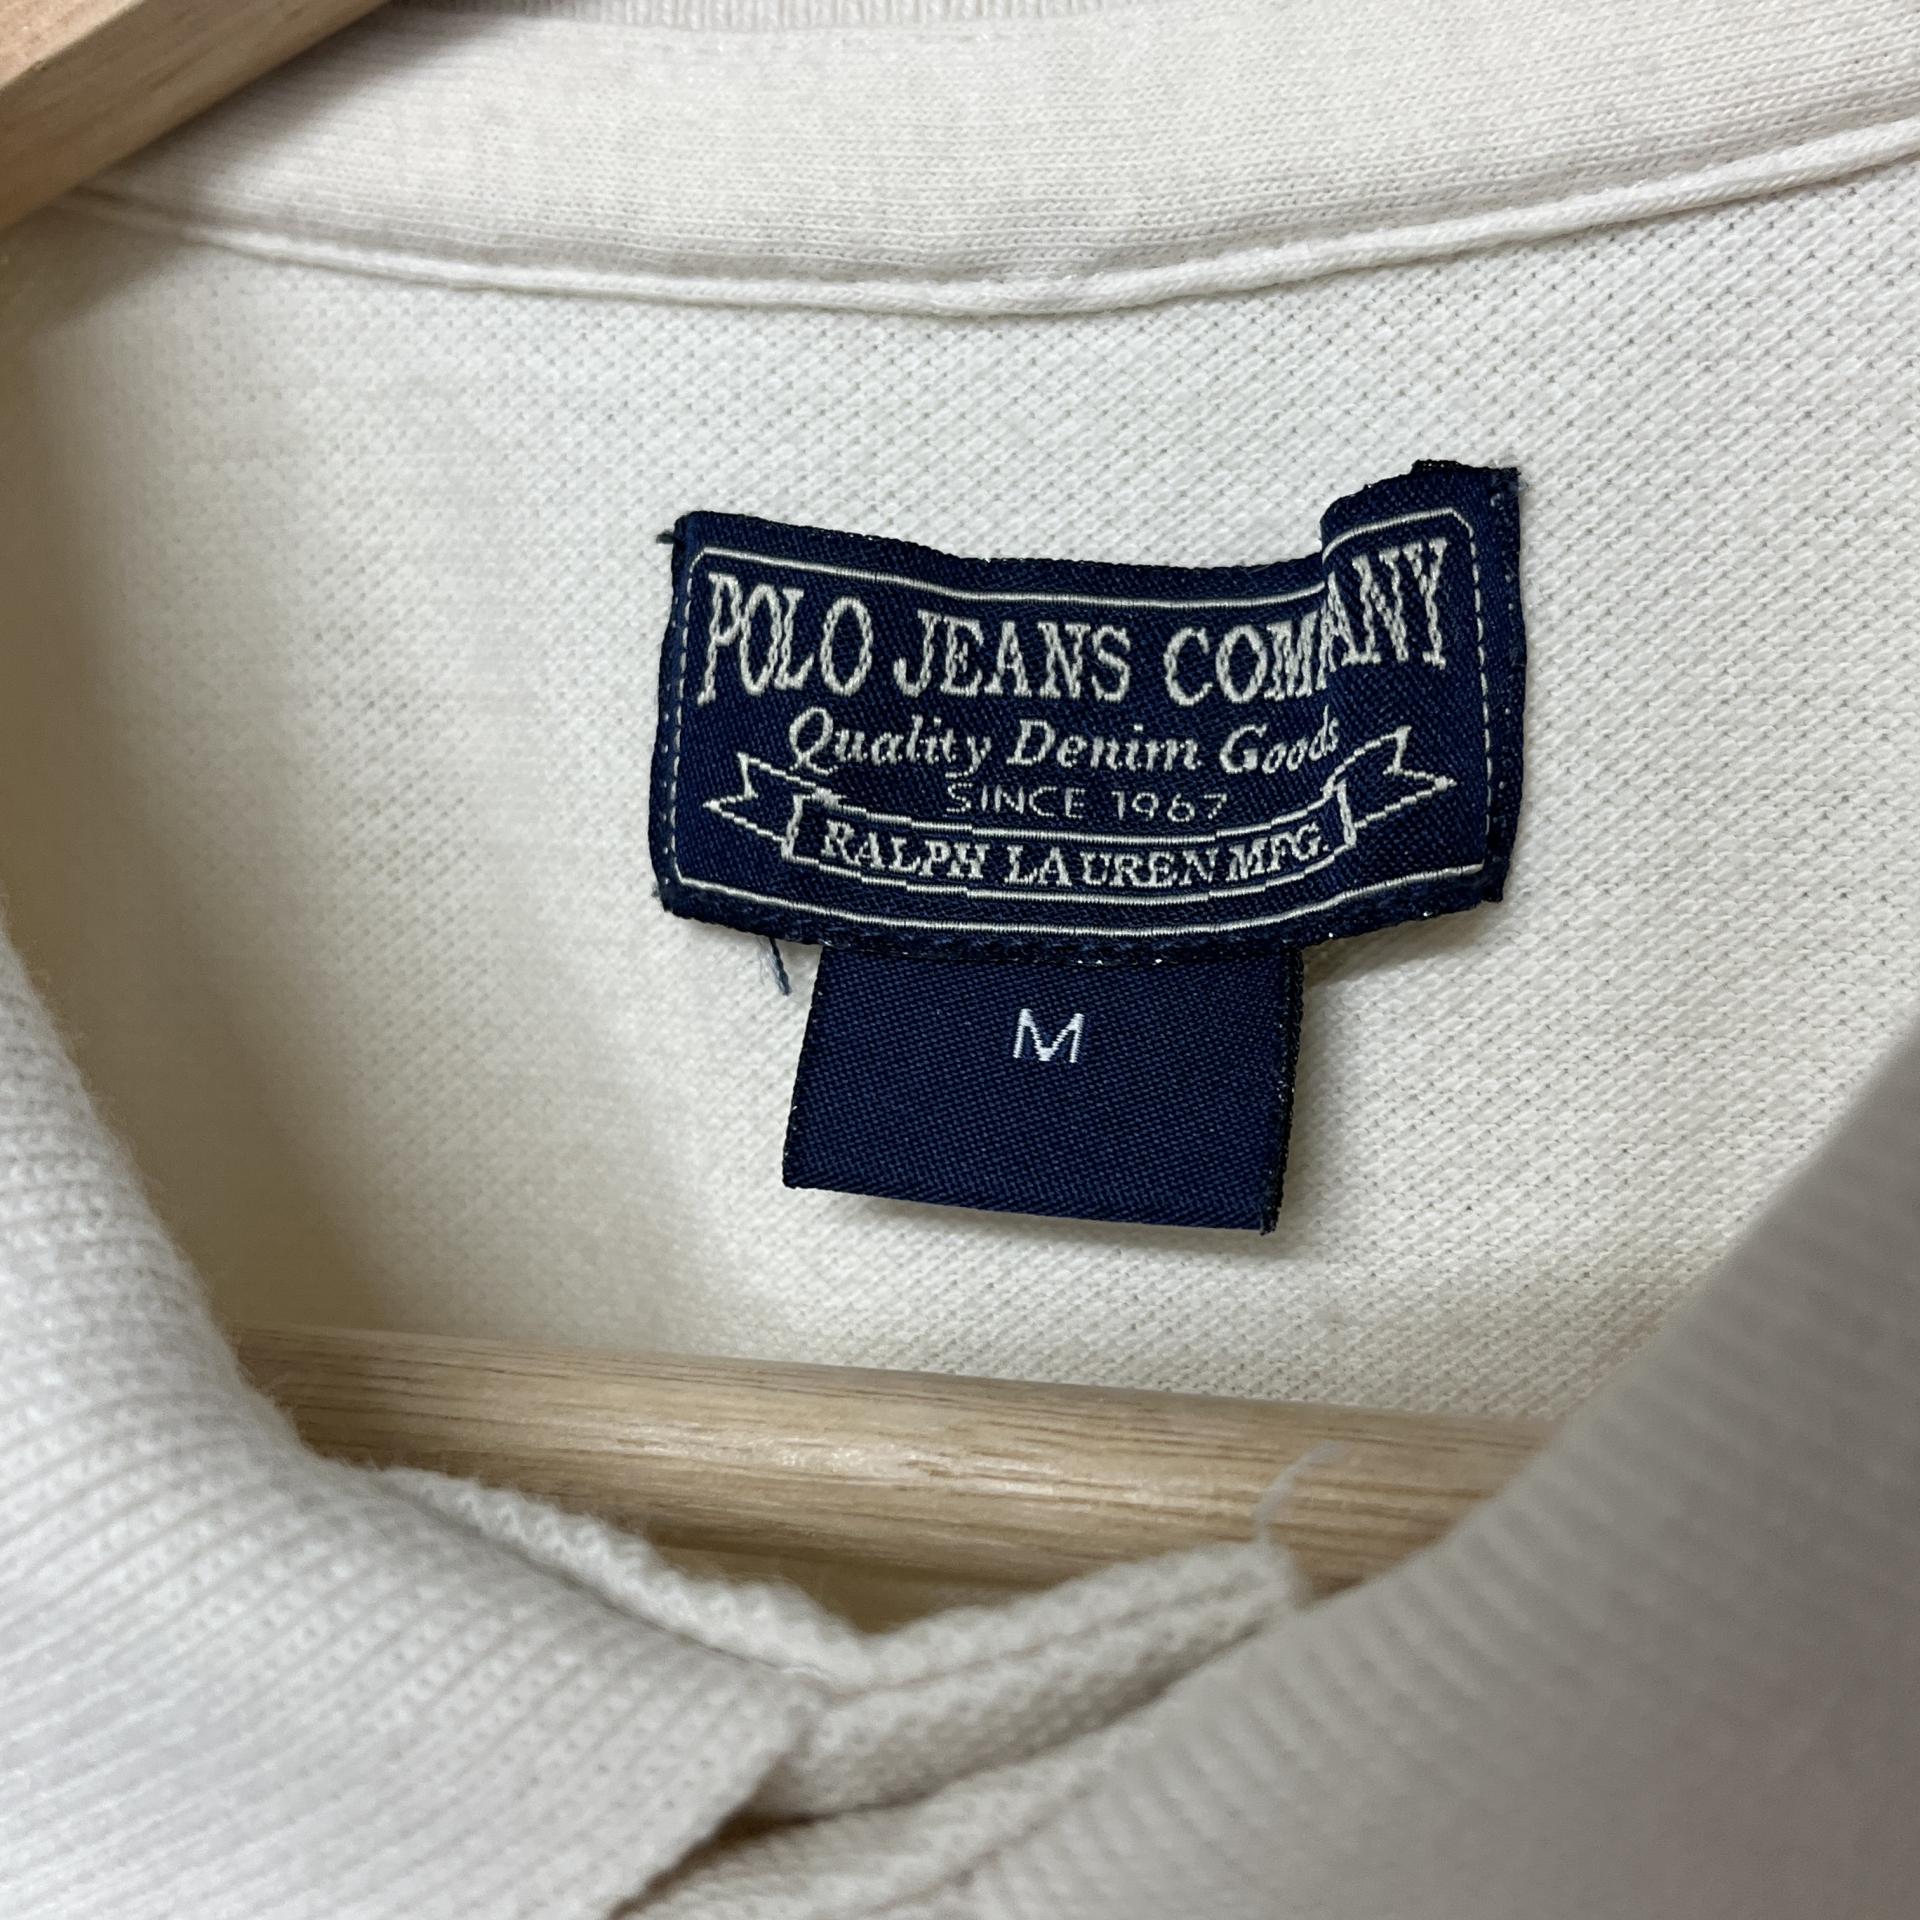 POLO JEANS COMPANY
Quality Denim Goods
SINCE 1967
RALPH LAUREN MFG.
M